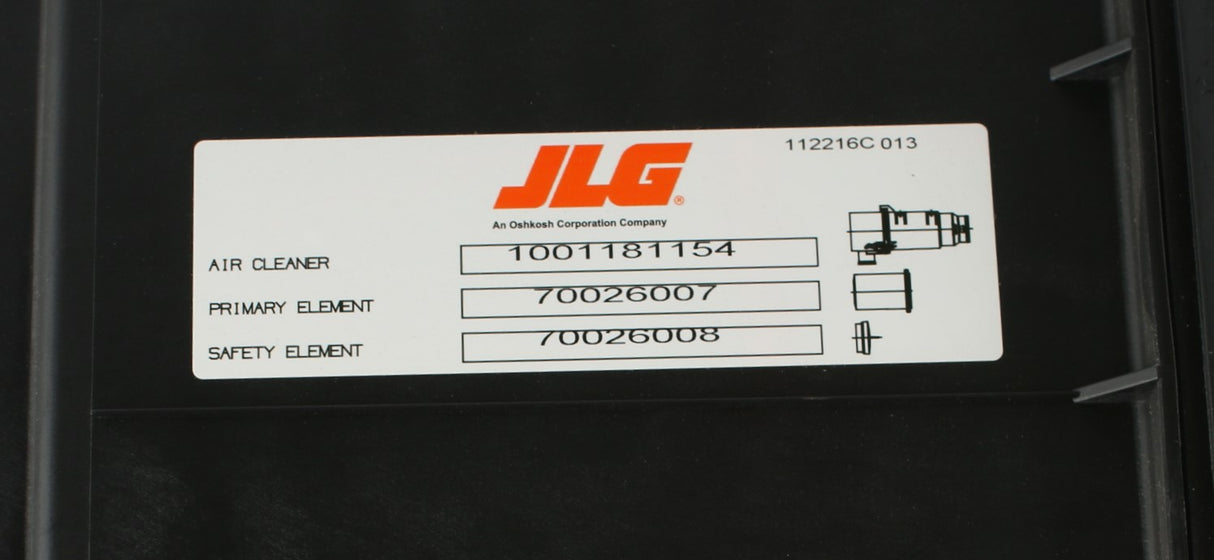 JLG®
112216C 013
An Oshkosh Corporation Company
AIR CLEANER 1001181154
PRIMARY ELEMENT 70026007
SAFETY ELEMENT 70026008